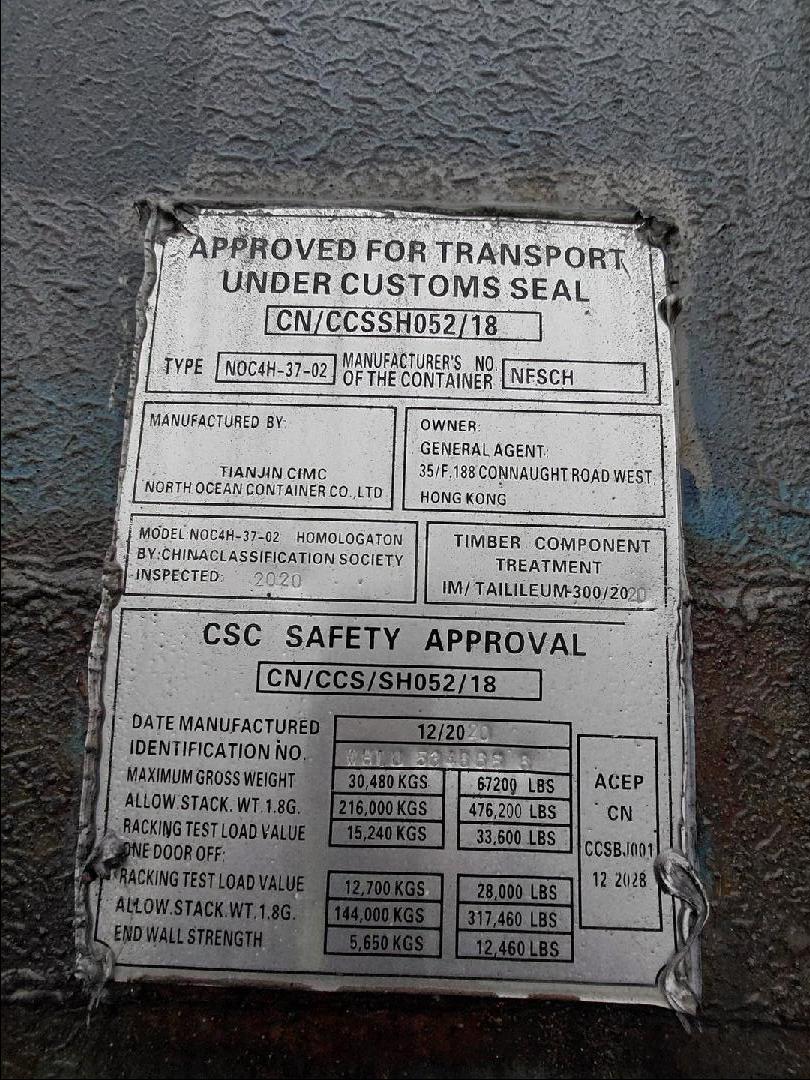 APPROVED FOR TRANSPORT
UNDER CUSTOMS SEAL
CN/CCSSH052/18
TYPE NOC4H-37-02 MANUFACTURER'S NO.
OF THE CONTAINER NFSCH
MANUFACTURED BY:
TIANJIN CIMC
NORTH OCEAN CONTAINER CO.,LTD
OWNER:
GENERAL AGENT:
35/F,188 CONNAUGHT ROAD WEST,
HONG KONG
MODEL NOC4H-37-02 HOMOLOGATON
BY:CHINACLASSIFICATION SOCIETY
INSPECTED: 2020
TIMBER COMPONENT
TREATMENT
IM/ TAILILEUM-300/2020
CSC SAFETY APPROVAL
CN/CCS/SH052/18
DATE MANUFACTURED 12/2020
IDENTIFICATION NO.
MAXIMUM GROSS WEIGHT 30,480 KGS 67200 LBS
ALLOW.STACK. WT.1.8G. 216,000 KGS 476,200 LBS
RACKING TEST LOAD VALUE 15,240 KGS 33,600 LBS
ONE DOOR OFF:
RACKING TEST LOAD VALUE 12,700 KGS 28,000 LBS
ALLOW.STACK.WT.1.8G. 144,000 KGS 317,460 LBS
END WALL STRENGTH 5,650 KGS 12,460 LBS
ACEP
CN
CCSBJ001
12 2028